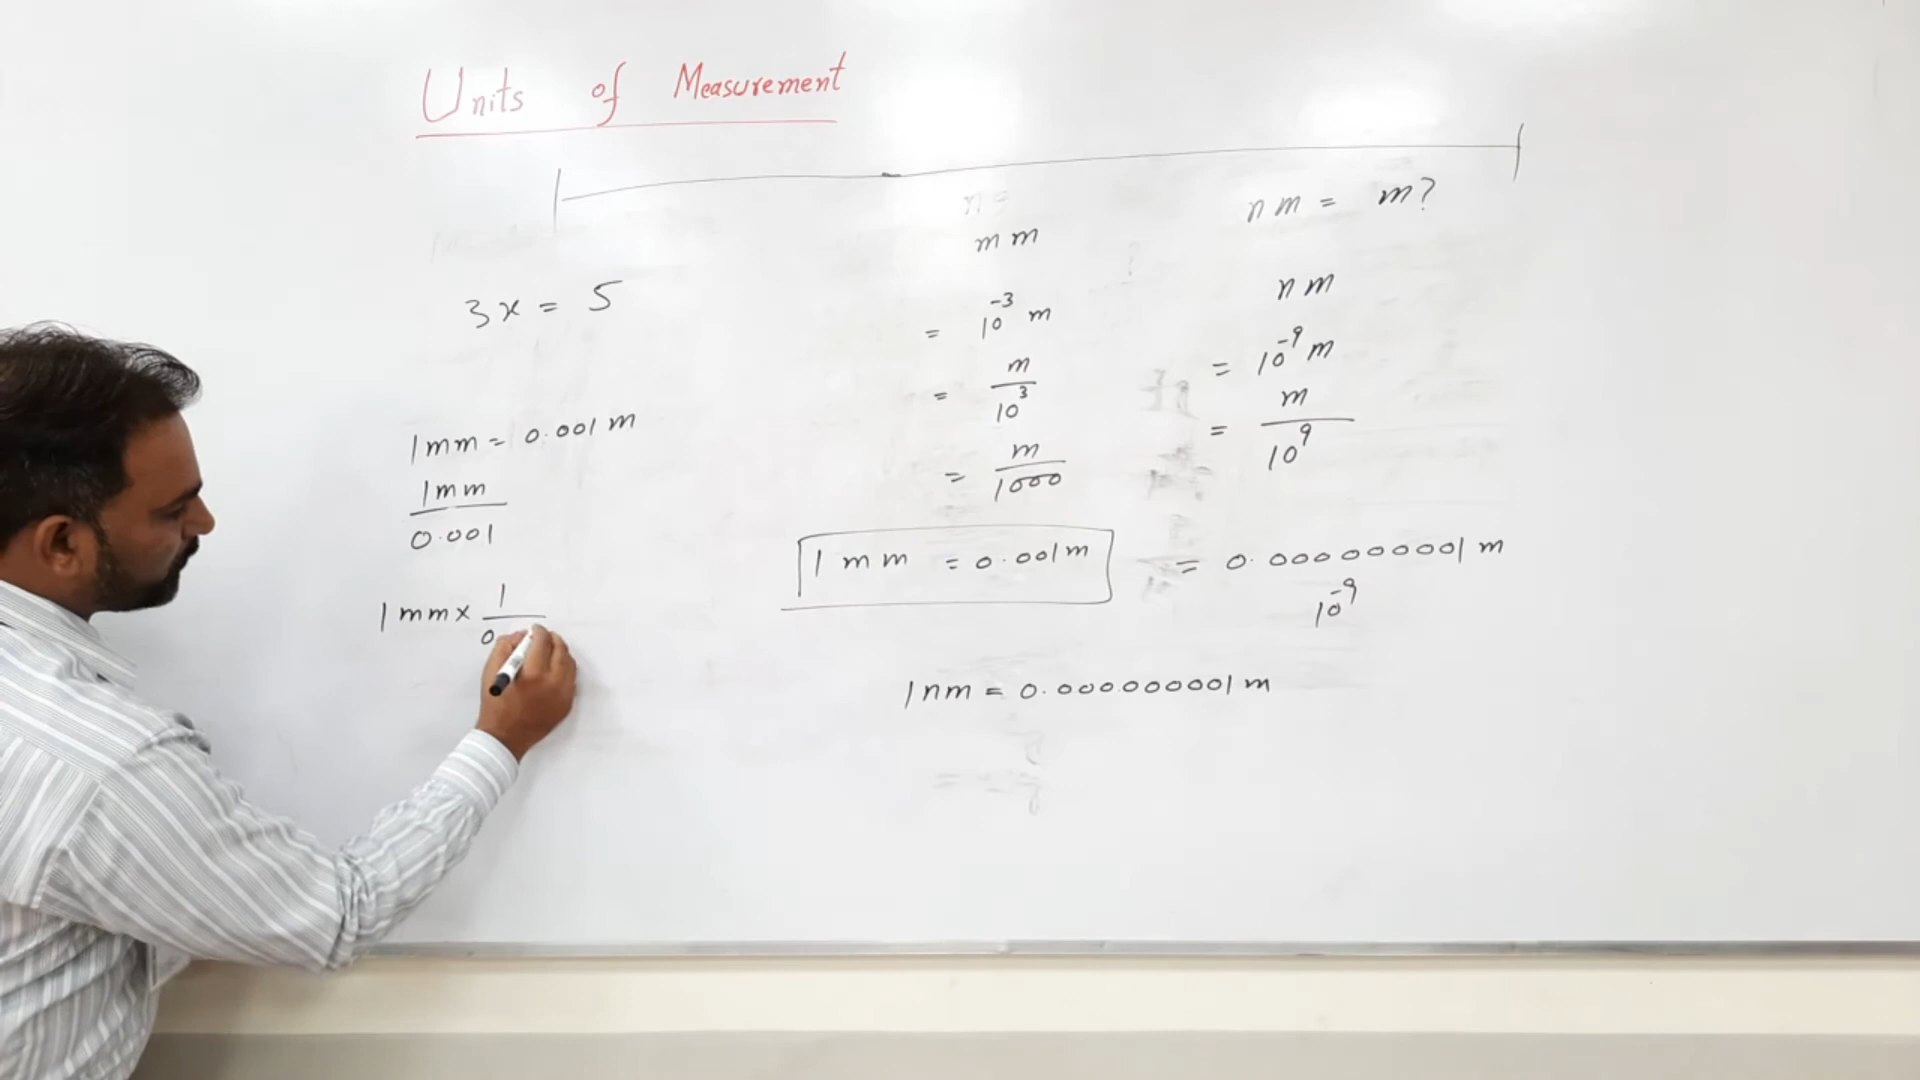 Units of Measurement
3x = 5
1mm = 0.001 m
1mm
0.001
1mm x 1
0
mm
= 10⁻³ m
= m
10³
= m
1000
1 mm = 0.001m
nm = m?
nm
= 10⁻⁹ m
= m
10⁹
= 0.000000001 m
10⁻⁹
1nm = 0.000000001 m